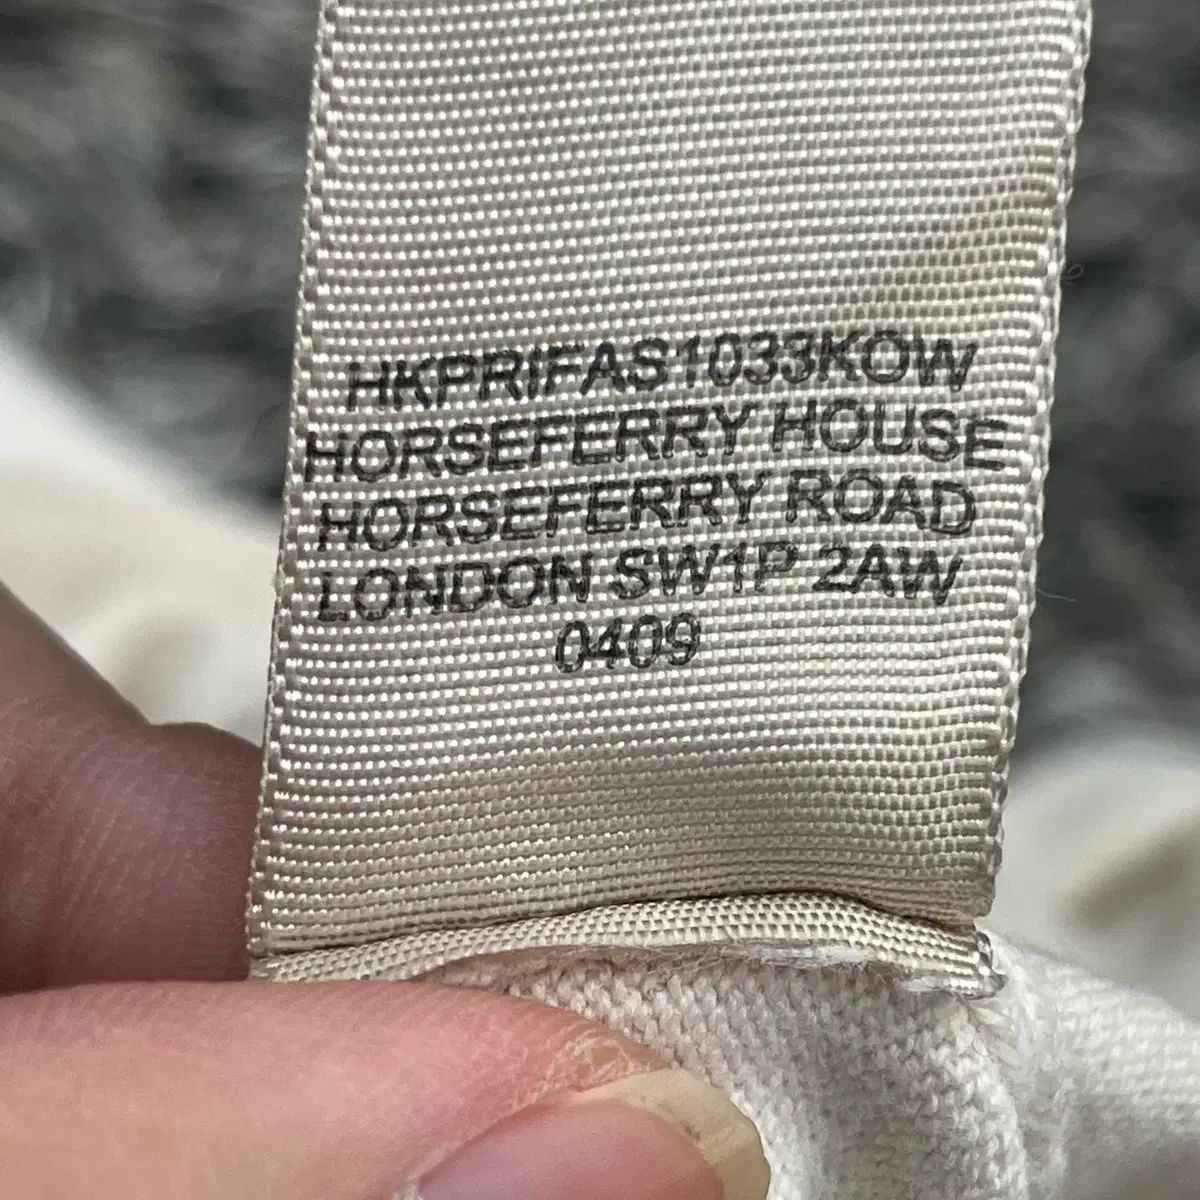 HKPRIFAS1033KOW
HORSEFERRY HOUSE
HORSEFERRY ROAD
LONDON SW1P 2AW
0409